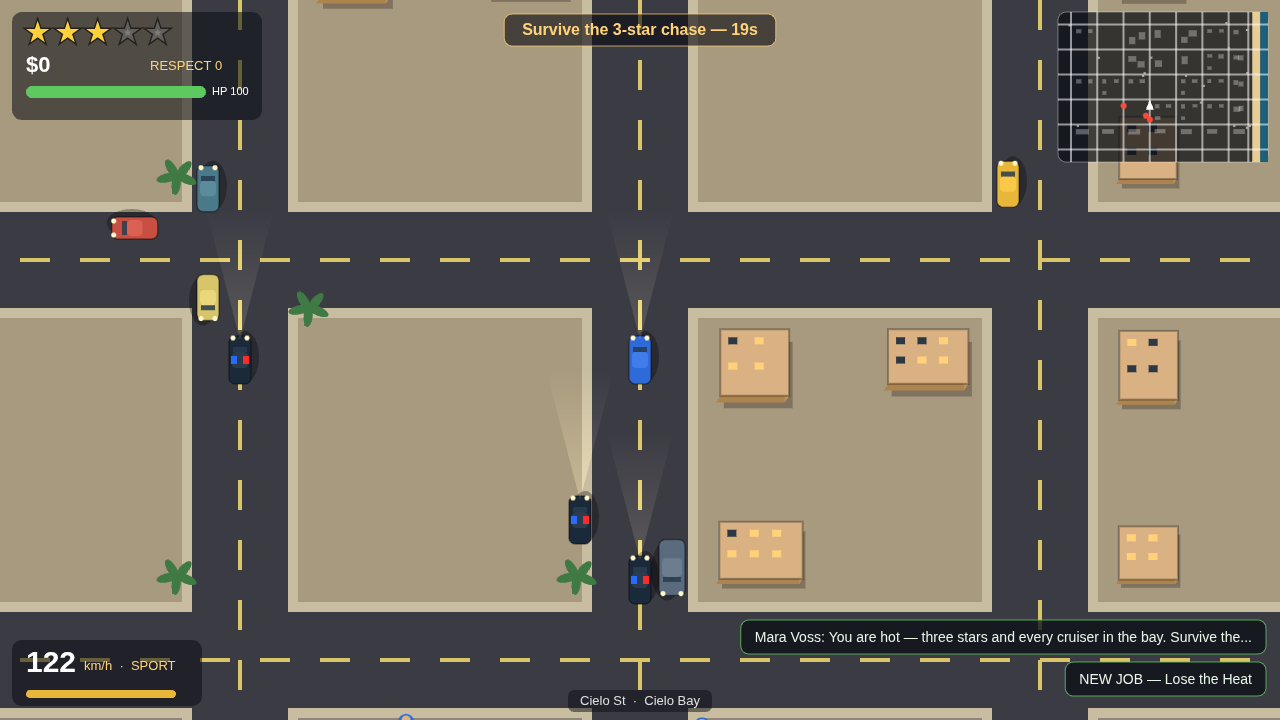 Survive the 3-star chase — 19s
$0
RESPECT 0
HP 100
Mara Voss: You are hot — three stars and every cruiser in the bay. Survive the...
NEW JOB — Lose the Heat
122 km/h · SPORT
Cielo St · Cielo Bay